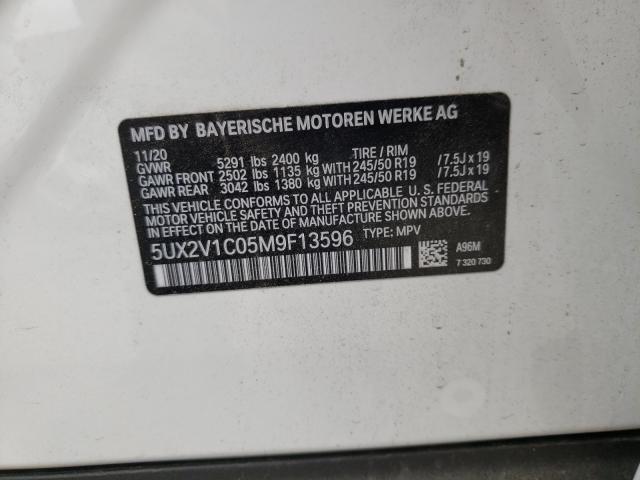 MFD BY BAYERISCHE MOTOREN WERKE AG
11/20 TIRE / RIM
GVWR 5291 lbs 2400 kg
GAWR FRONT 2502 lbs 1135 kg WITH 245/50 R19 / 7.5J x 19
GAWR REAR 3042 lbs 1380 kg WITH 245/50 R19 / 7.5J x 19
THIS VEHICLE CONFORMS TO ALL APPLICABLE U. S. FEDERAL
MOTOR VEHICLE SAFETY, BUMPER, AND THEFT PREVENTION STANDARDS
IN EFFECT ON THE DATE OF MANUFACTURE SHOWN ABOVE.
5UX2V1C05M9F13596 TYPE: MPV
A96M
7 320 730